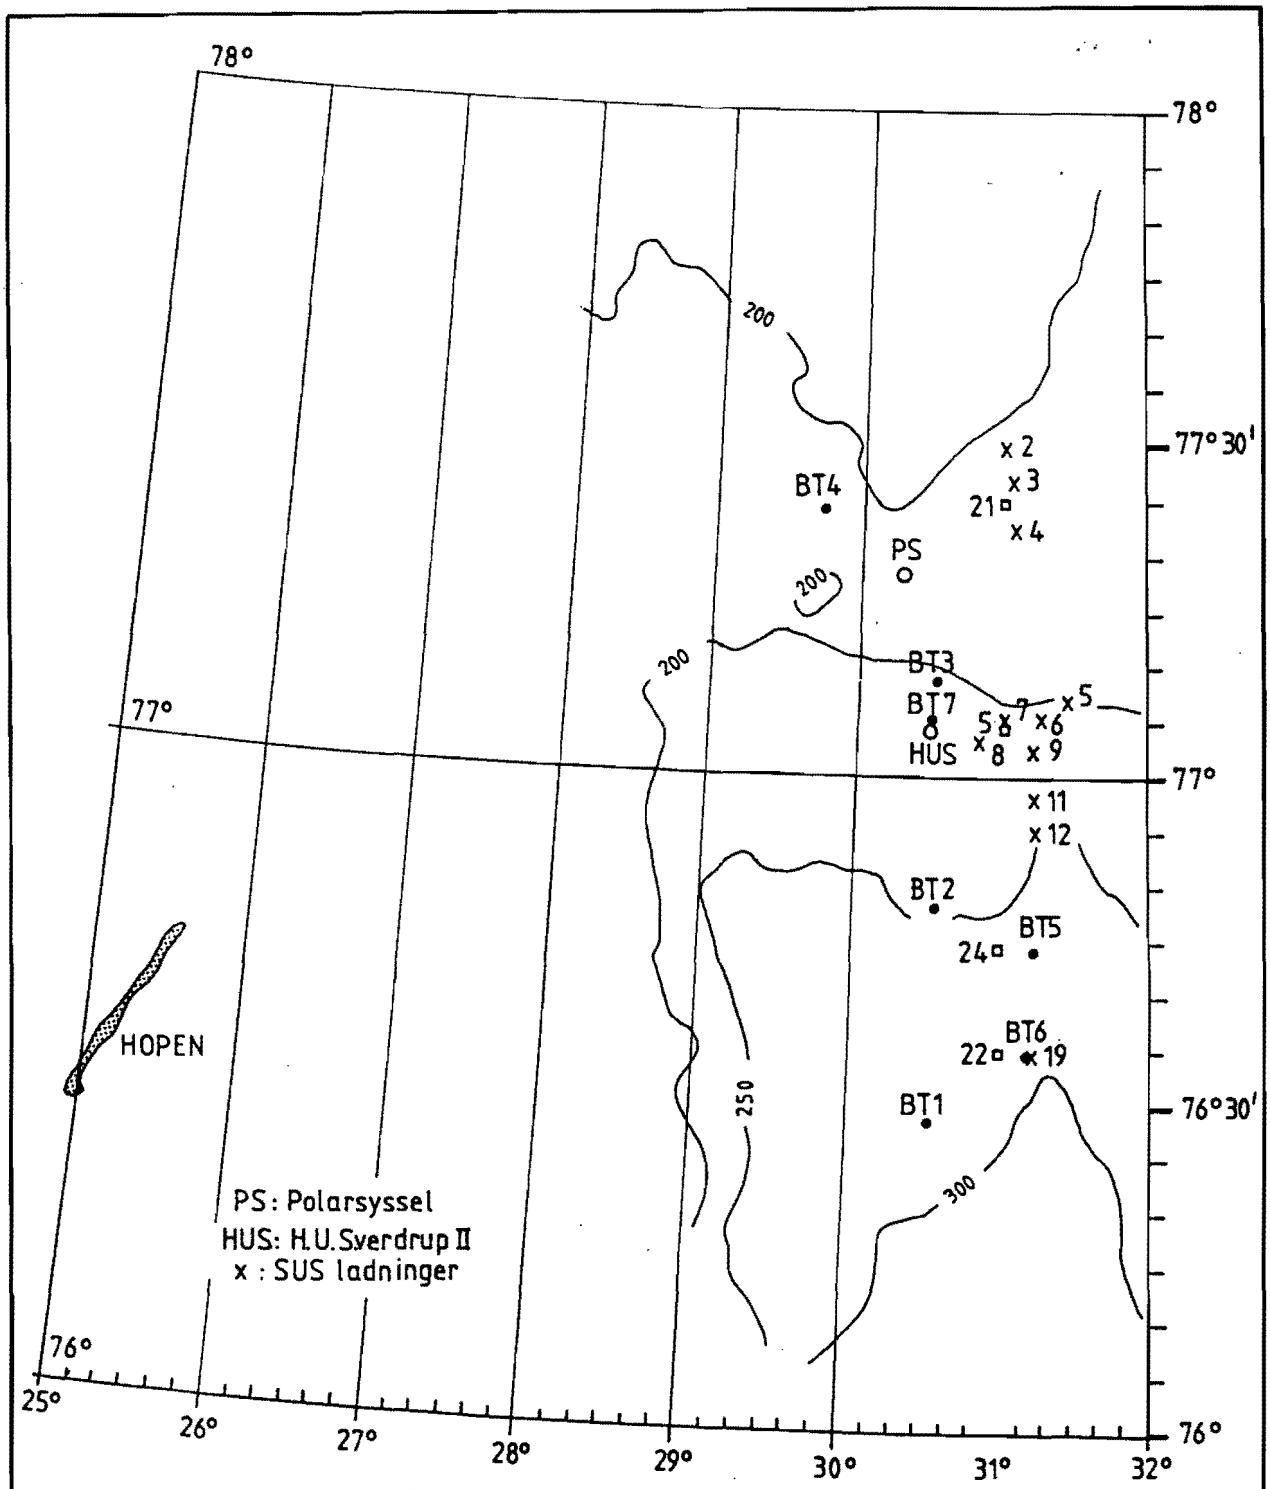 78°
78°
200
77°30'
x 2
x 3
BT4
21
x 4
PS
200
BT3
200
x 5
BT7
5 x 7
x 6
77°
HUS
x 8
x 9
77°
x 11
x 12
BT2
BT5
24
HOPEN
BT6
22
x 19
250
BT1
76°30'
300
PS: Polarsyssel
HUS: H.U.Sverdrup II
x : SUS ladninger
76°
76°
25°
26°
27°
28°
29°
30°
31°
32°